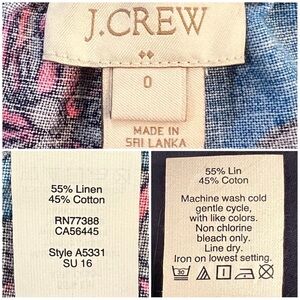 J.CREW
0
MADE IN
SRI LANKA
55% Linen
45% Cotton
RN77388
CA56445
Style A5331
SU 16
55% Lin
45% Coton
Machine wash cold
gentle cycle,
with like colors.
Non chlorine
bleach only.
Line dry.
Iron on lowest setting.